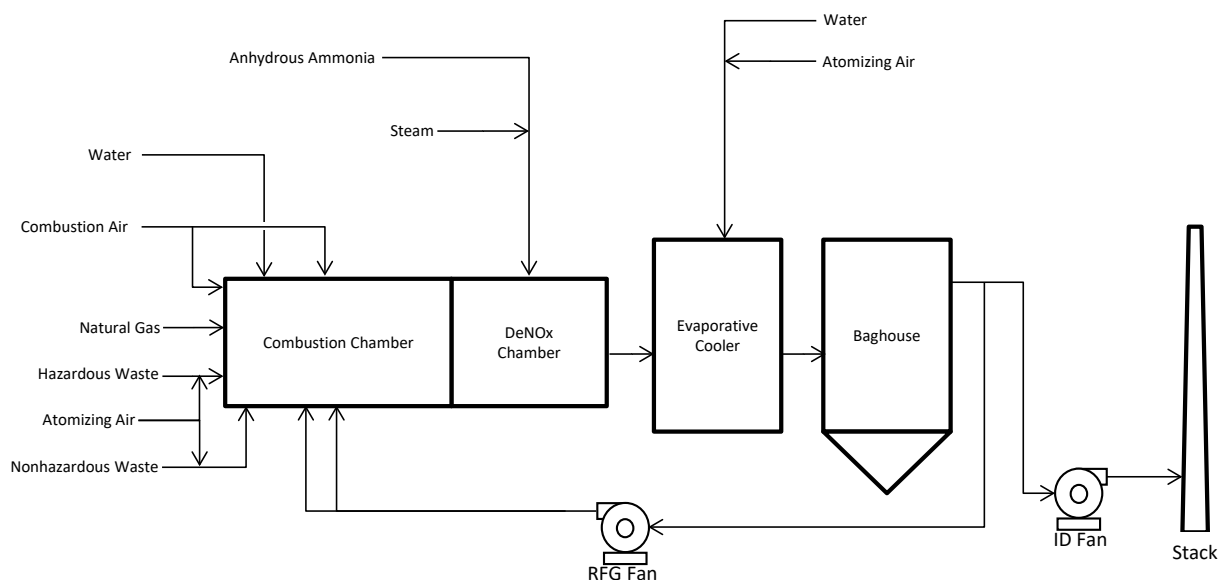 Water
Anhydrous Ammonia
Atomizing Air
Steam
Water
Combustion Air
Natural Gas
Combustion Chamber
DeNOx
Chamber
Evaporative
Cooler
Baghouse
Hazardous Waste
Atomizing Air
Nonhazardous Waste
RFG Fan
ID Fan
Stack